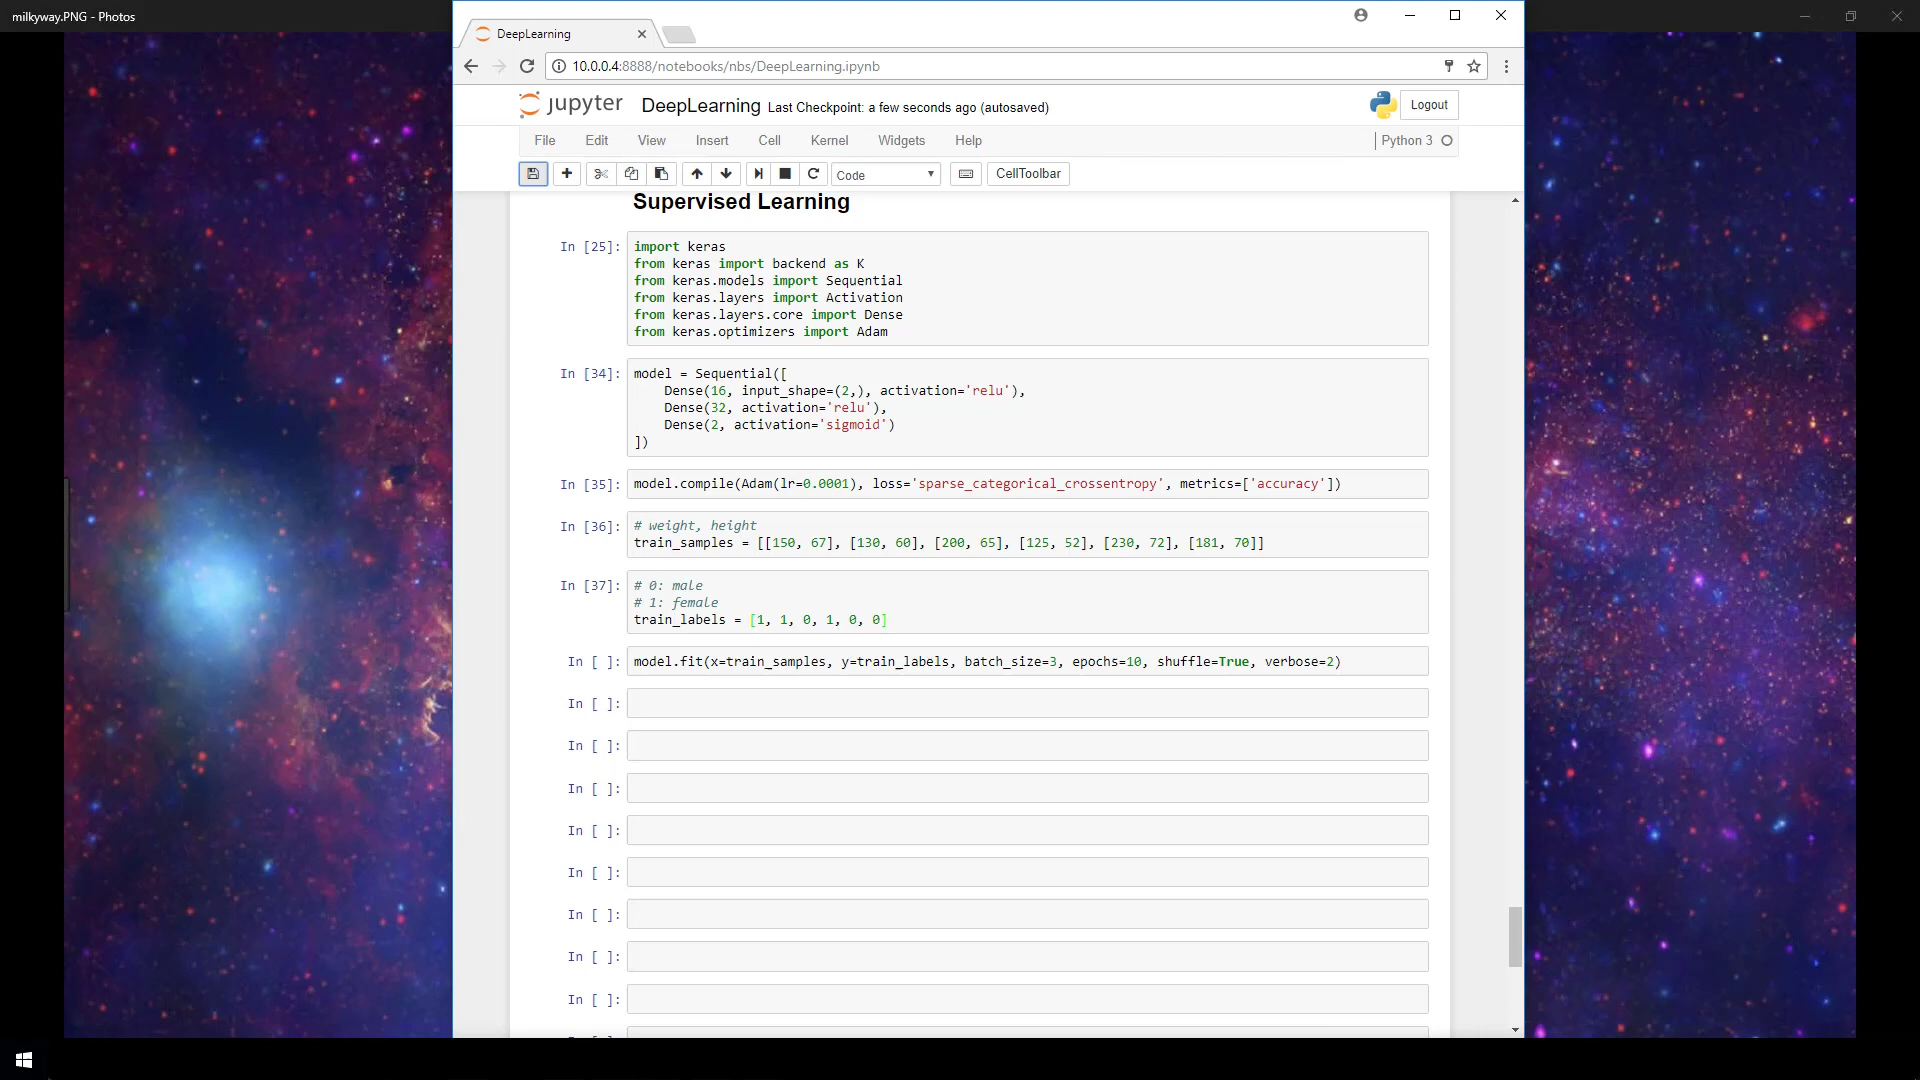 milkyway.PNG - Photos
DeepLearning
10.0.0.4:8888/notebooks/nbs/DeepLearning.ipynb
jupyter DeepLearning Last Checkpoint: a few seconds ago (autosaved)
Logout
File Edit View Insert Cell Kernel Widgets Help
Python 3
Code
CellToolbar
Supervised Learning
In [25]:
import keras
from keras import backend as K
from keras.models import Sequential
from keras.layers import Activation
from keras.layers.core import Dense
from keras.optimizers import Adam
In [34]:
model = Sequential([
    Dense(16, input_shape=(2,), activation='relu'),
    Dense(32, activation='relu'),
    Dense(2, activation='sigmoid')
])
In [35]:
model.compile(Adam(lr=0.0001), loss='sparse_categorical_crossentropy', metrics=['accuracy'])
In [36]:
# weight, height
train_samples = [[150, 67], [130, 60], [200, 65], [125, 52], [230, 72], [181, 70]]
In [37]:
# 0: male
# 1: female
train_labels = [1, 1, 0, 1, 0, 0]
In [ ]:
model.fit(x=train_samples, y=train_labels, batch_size=3, epochs=10, shuffle=True, verbose=2)
In [ ]:
In [ ]:
In [ ]:
In [ ]:
In [ ]:
In [ ]:
In [ ]:
In [ ]: